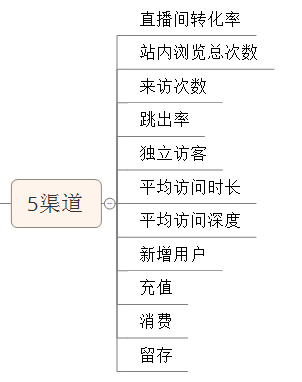 直播间转化率
站内浏览总次数
来访次数
跳出率
独立访客
5渠道
平均访问时长
平均访问深度
新增用户
充值
消费
留存